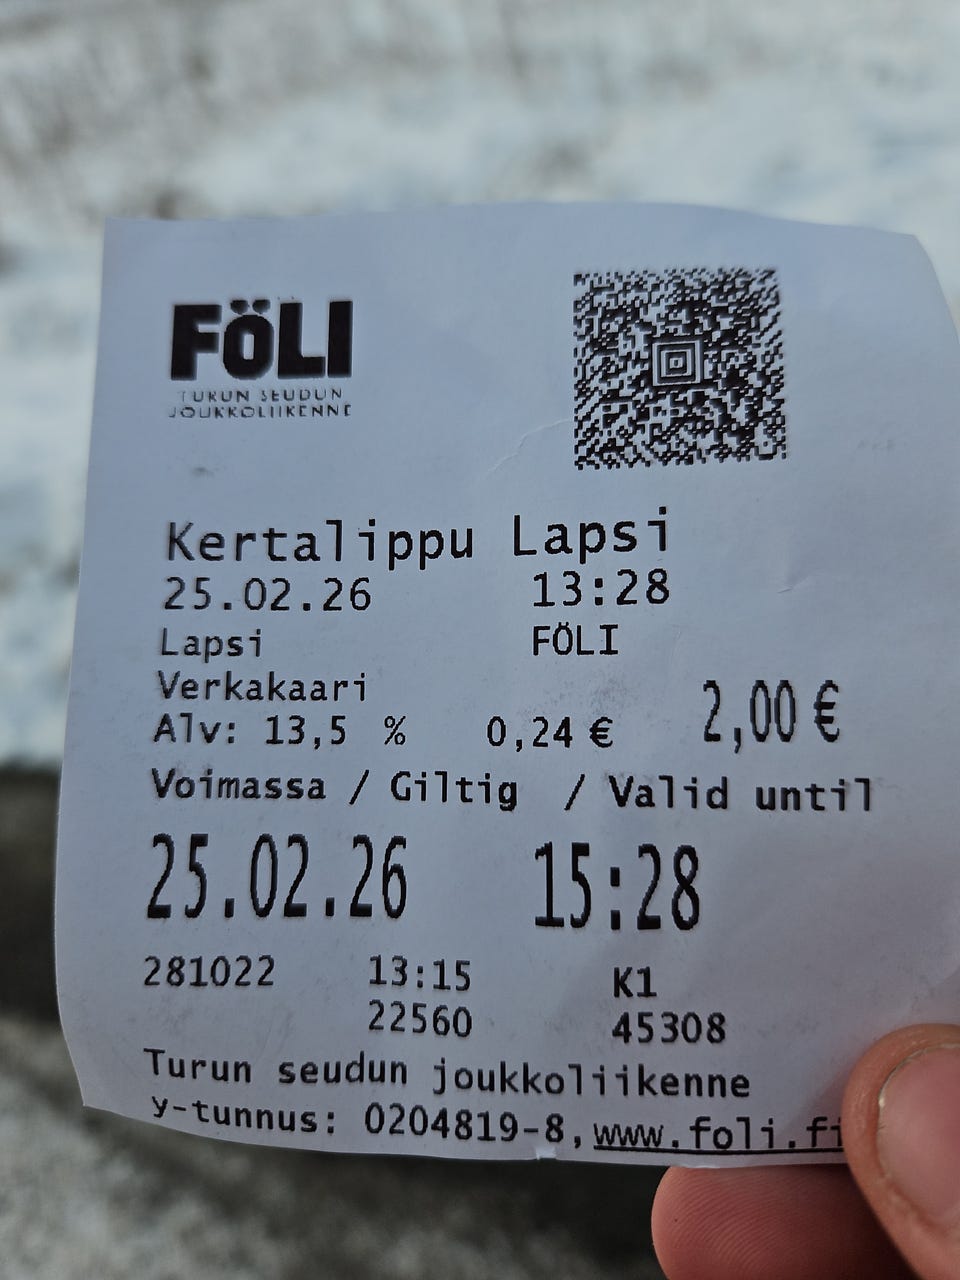 FÖLI
TURUN SEUDUN
JOUKKOLIIKENNE
Kertalippu Lapsi
25.02.26 13:28
Lapsi FÖLI
Verkakaari
Alv: 13,5 % 0,24 € 2,00 €
Voimassa / Giltig / Valid until
25.02.26 15:28
281022 13:15 K1
22560 45308
Turun seudun joukkoliikenne
y-tunnus: 0204819-8, www.foli.fi